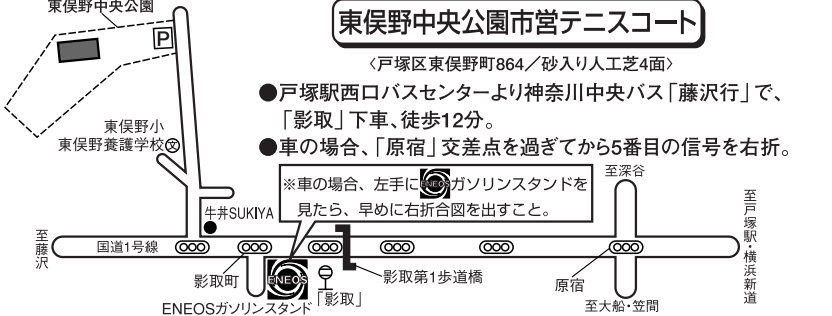 東俣野中央公園
P
東俣野中央公園市営テニスコート
〈戸塚区東俣野町864／砂入り人工芝4面〉
●戸塚駅西口バスセンターより神奈川中央バス「藤沢行」で、
「影取」下車、徒歩12分。
●車の場合、「原宿」交差点を過ぎてから5番目の信号を右折。
東俣野小
東俣野養護学校文
※車の場合、左手にENEOSガソリンスタンドを
見たら、早めに右折合図を出すこと。
至深谷
牛丼SUKIYA
至藤沢
国道1号線
至戸塚駅・横浜新道
影取町
ENEOS
ENEOSガソリンスタンド
「影取」
影取第1歩道橋
原宿
至大船・笠間